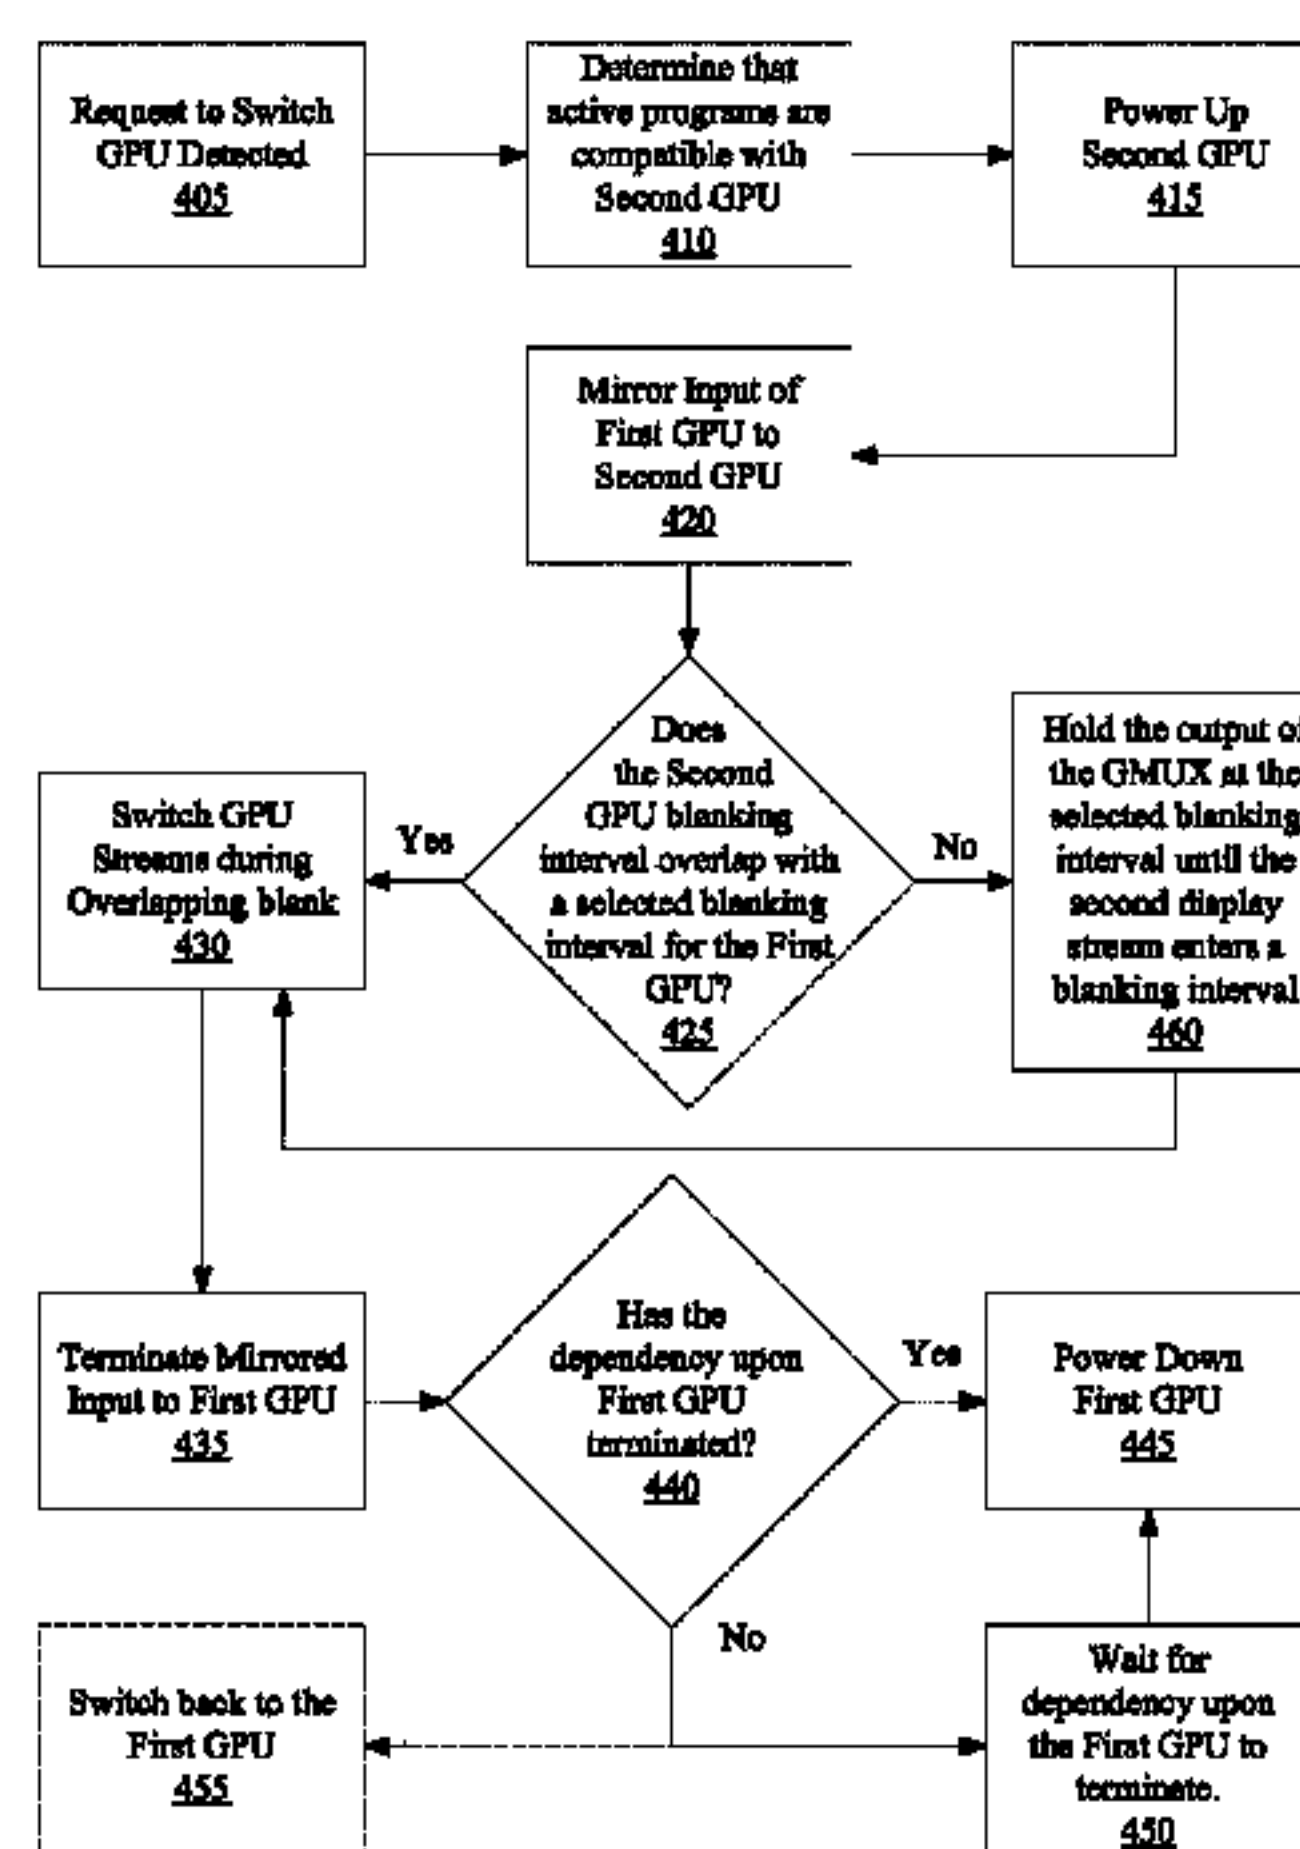 Request to Switch
GPU Detected
405
Determine that
active programs are
compatible with
Second GPU
410
Power Up
Second GPU
415
Mirror Input of
First GPU to
Second GPU
420
Does
the Second
GPU blanking
interval overlap with
a selected blanking
interval for the First
GPU?
425
Yes
No
Switch GPU
Streams during
Overlapping blank
430
Hold the output of
the GMUX at the
selected blanking
interval until the
second display
stream enters a
blanking interval
460
Terminate Mirrored
Input to First GPU
435
Has the
dependency upon
First GPU
terminated?
440
Yes
No
Power Down
First GPU
445
Switch back to the
First GPU
455
Wait for
dependency upon
the First GPU to
terminate.
450